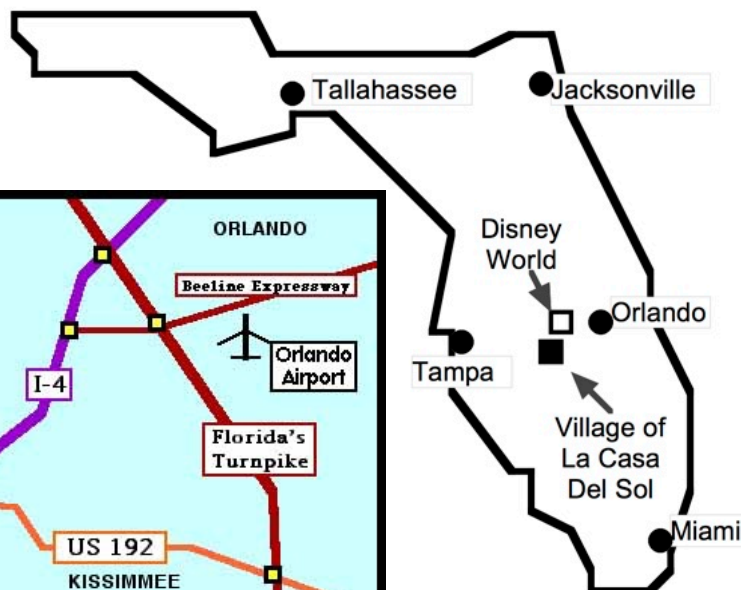 Tallahassee
Jacksonville
Disney
World
Orlando
Tampa
Village of
La Casa
Del Sol
Miami
ORLANDO
Beeline Expressway
Orlando
Airport
I-4
Florida's
Turnpike
US 192
KISSIMMEE